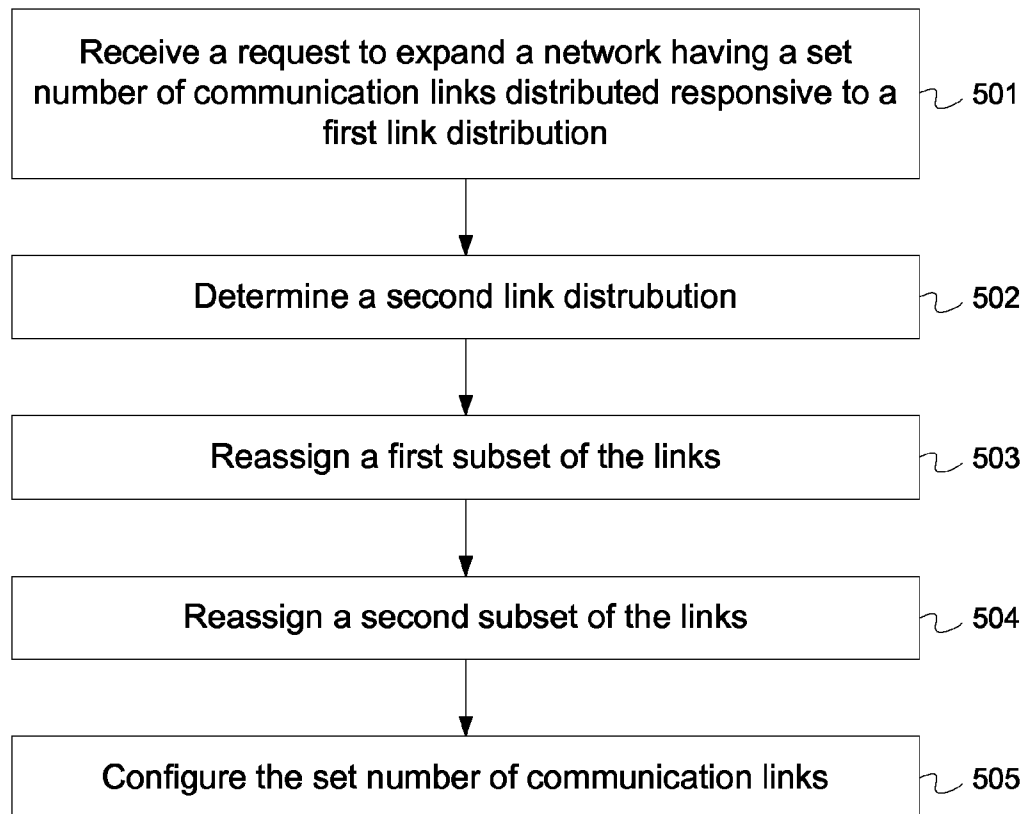 Receive a request to expand a network having a set
number of communication links distributed responsive to a
first link distribution
501
Determine a second link distrubution
502
Reassign a first subset of the links
503
Reassign a second subset of the links
504
Configure the set number of communication links
505